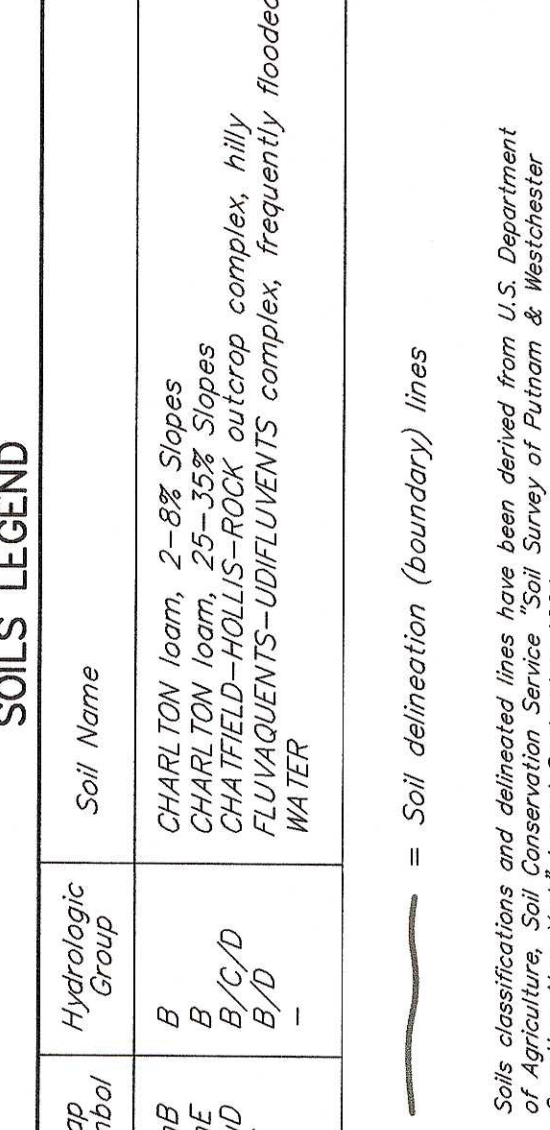 SOILS LEGEND
Hydrologic Group
Soil Name
B CHARLTON loam, 2–8% Slopes
B CHARLTON loam, 25–35% Slopes
B/C/D CHATFIELD–HOLLIS–ROCK outcrop complex, hilly
B/D FLUVAQUENTS–UDIFLUVENTS complex, frequently flooded
– WATER
= Soil delineation (boundary) lines
Soils classifications and delineated lines have been derived from U.S. Department
of Agriculture, Soil Conservation Service "Soil Survey of Putnam & Westchester